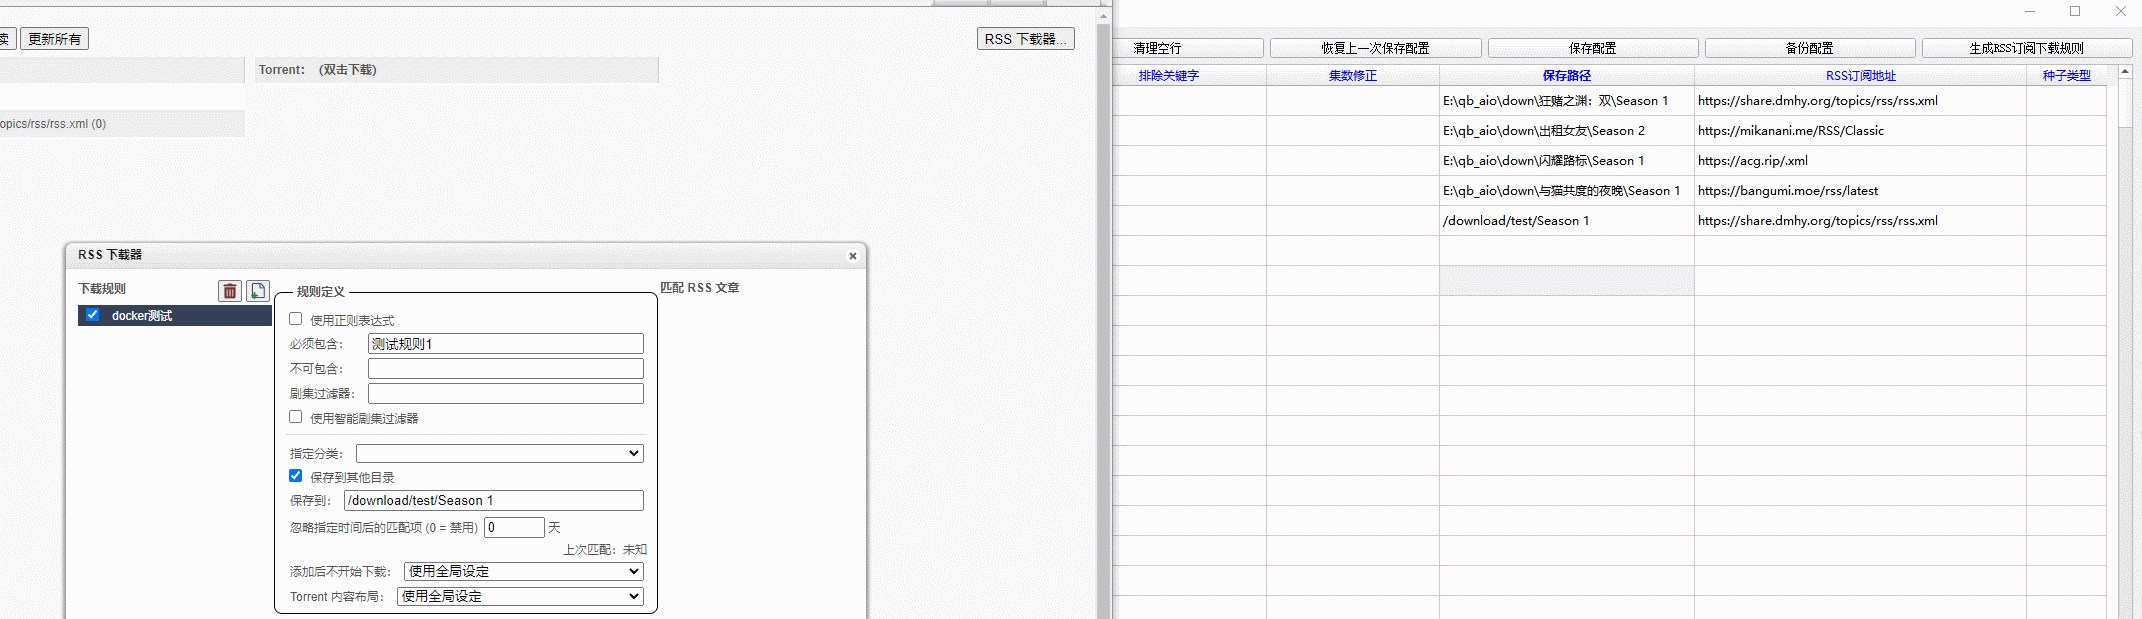 读 更新所有 RSS 下载器...
Torrent： (双击下载)
opics/rss/rss.xml (0)
RSS 下载器
下载规则
docker测试
规则定义
使用正则表达式
必须包含： 测试规则1
不可包含：
剧集过滤器：
使用智能剧集过滤器
指定分类：
保存到其他目录
保存到： /download/test/Season 1
忽略指定时间后的匹配项 (0 = 禁用) 0 天
上次匹配：未知
添加后不开始下载： 使用全局设定
Torrent 内容布局： 使用全局设定
匹配 RSS 文章
清理空行 恢复上一次保存配置 保存配置 备份配置 生成RSS订阅下载规则
排除关键字 集数修正 保存路径 RSS订阅地址 种子类型
E:\qb_aio\down\狂赌之渊：双\Season 1 https://share.dmhy.org/topics/rss/rss.xml
E:\qb_aio\down\出租女友\Season 2 https://mikanani.me/RSS/Classic
E:\qb_aio\down\闪耀路标\Season 1 https://acg.rip/.xml
E:\qb_aio\down\与猫共度的夜晚\Season 1 https://bangumi.moe/rss/latest
/download/test/Season 1 https://share.dmhy.org/topics/rss/rss.xml